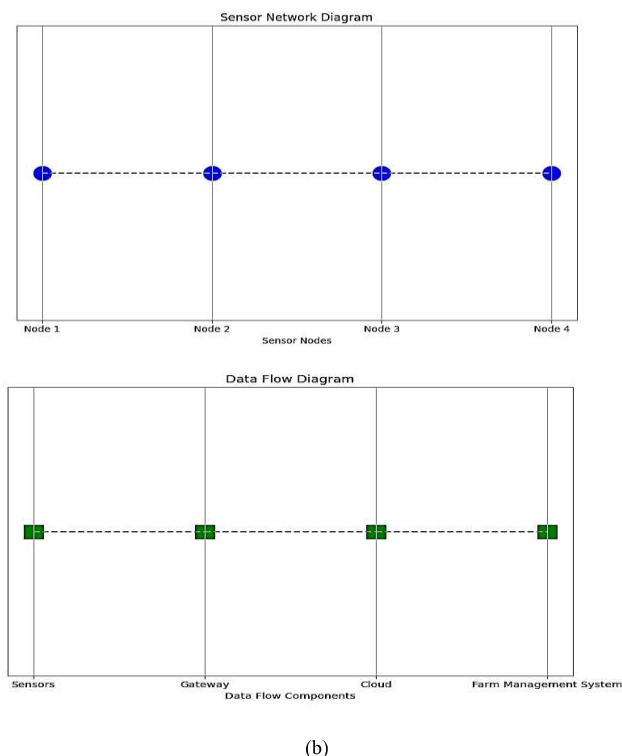 Sensor Network Diagram
Node 1 Node 2 Node 3 Node 4
Sensor Nodes
Data Flow Diagram
Sensors Gateway Cloud Farm Management System
Data Flow Components
(b)